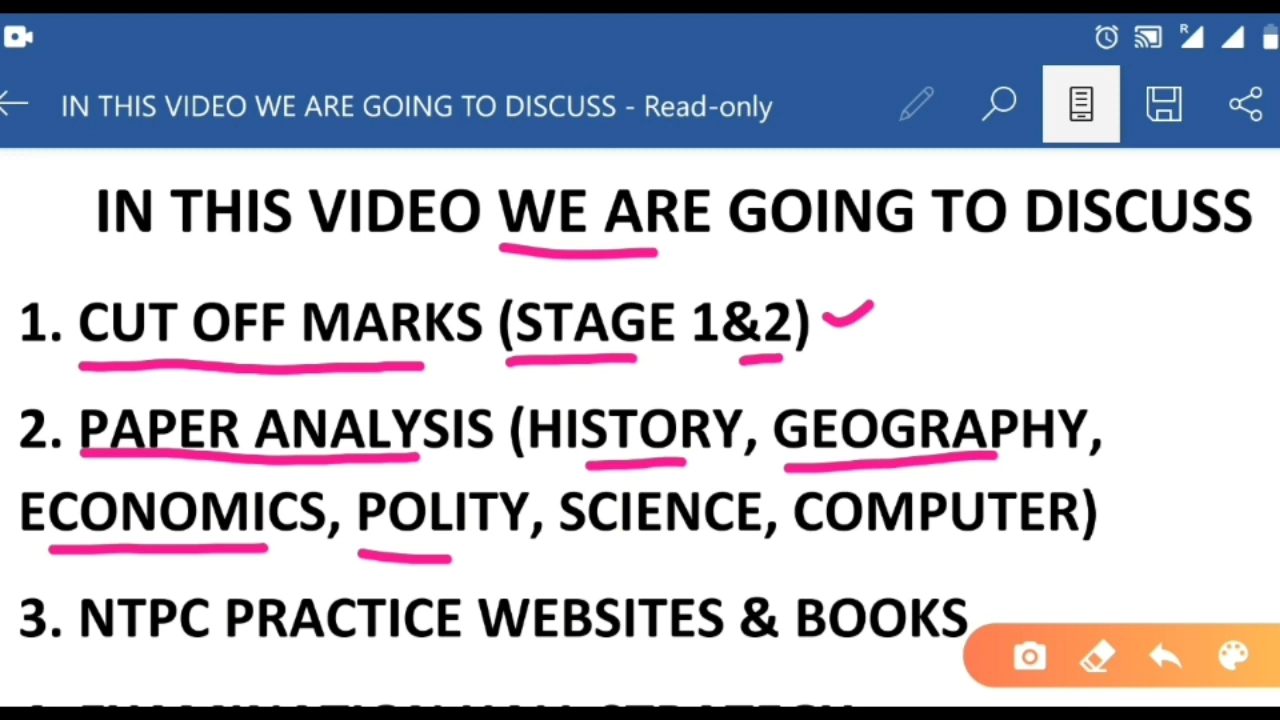 IN THIS VIDEO WE ARE GOING TO DISCUSS - Read-only
IN THIS VIDEO WE ARE GOING TO DISCUSS
1. CUT OFF MARKS (STAGE 1&2)
2. PAPER ANALYSIS (HISTORY, GEOGRAPHY,
ECONOMICS, POLITY, SCIENCE, COMPUTER)
3. NTPC PRACTICE WEBSITES & BOOKS